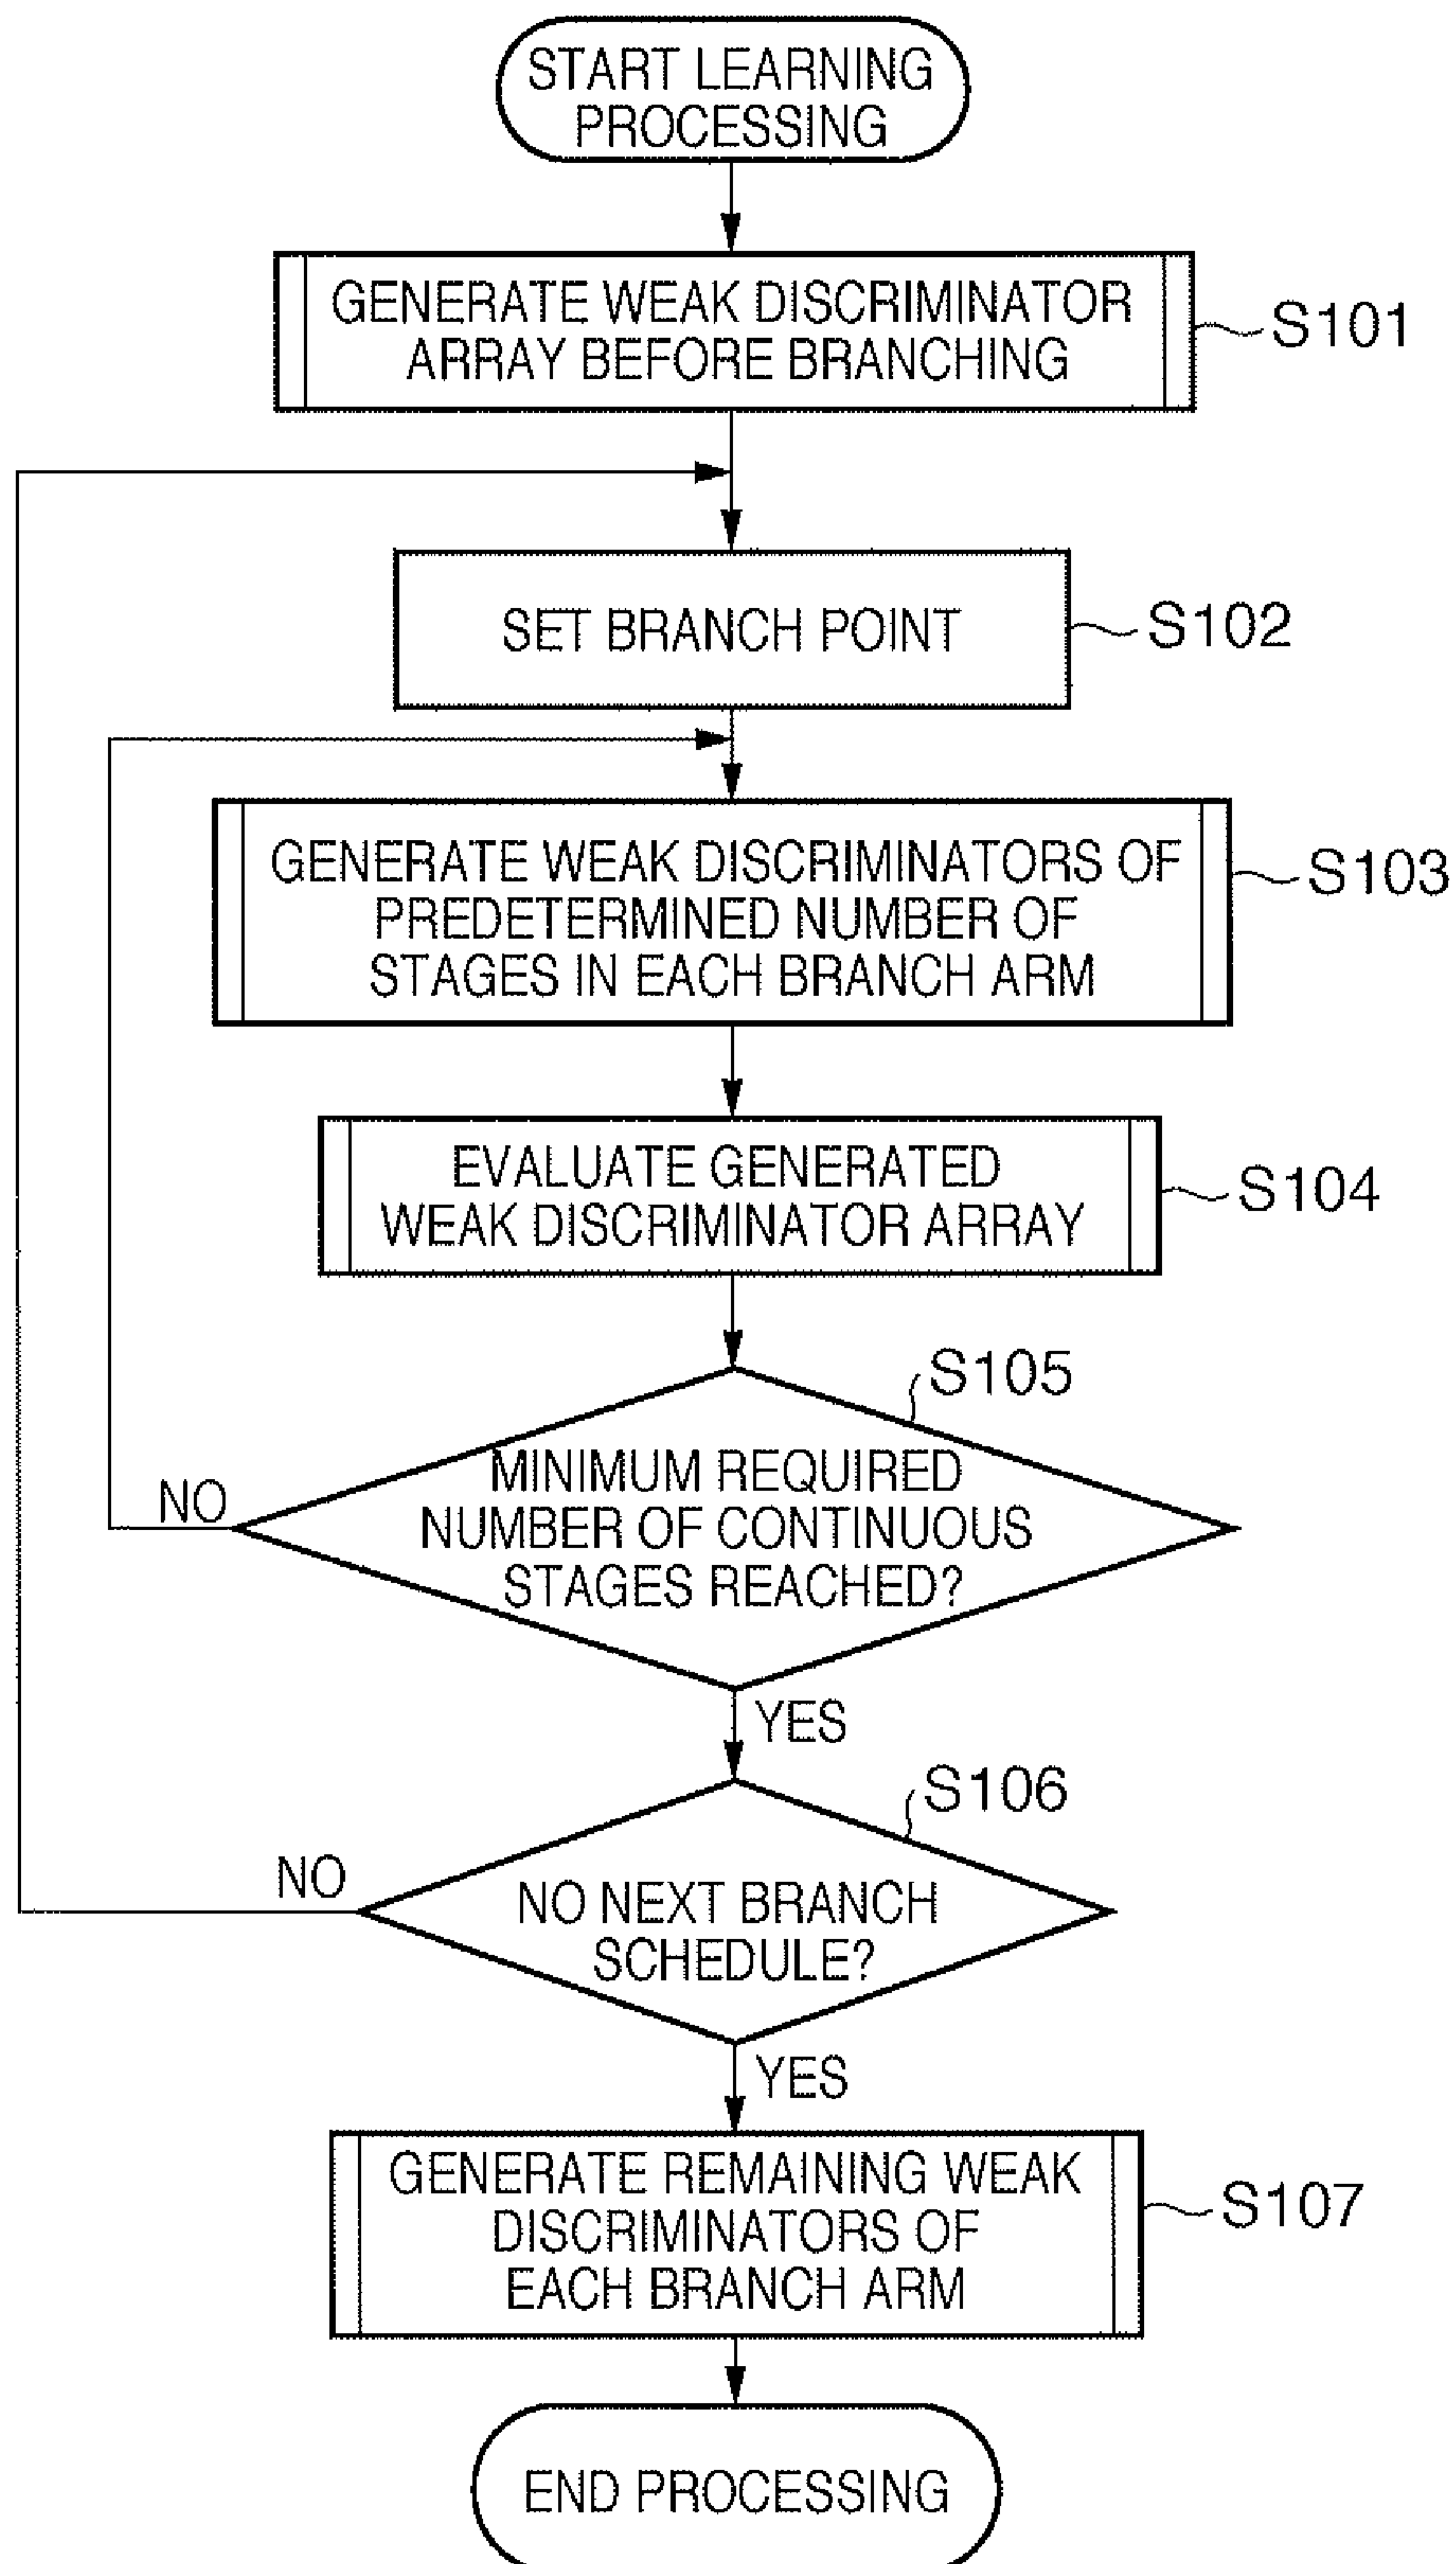 START LEARNING
PROCESSING
GENERATE WEAK DISCRIMINATOR
ARRAY BEFORE BRANCHING
S101
SET BRANCH POINT
S102
GENERATE WEAK DISCRIMINATORS OF
PREDETERMINED NUMBER OF
STAGES IN EACH BRANCH ARM
S103
EVALUATE GENERATED
WEAK DISCRIMINATOR ARRAY
S104
S105
MINIMUM REQUIRED
NUMBER OF CONTINUOUS
STAGES REACHED?
NO
YES
S106
NO NEXT BRANCH
SCHEDULE?
NO
YES
GENERATE REMAINING WEAK
DISCRIMINATORS OF
EACH BRANCH ARM
S107
END PROCESSING